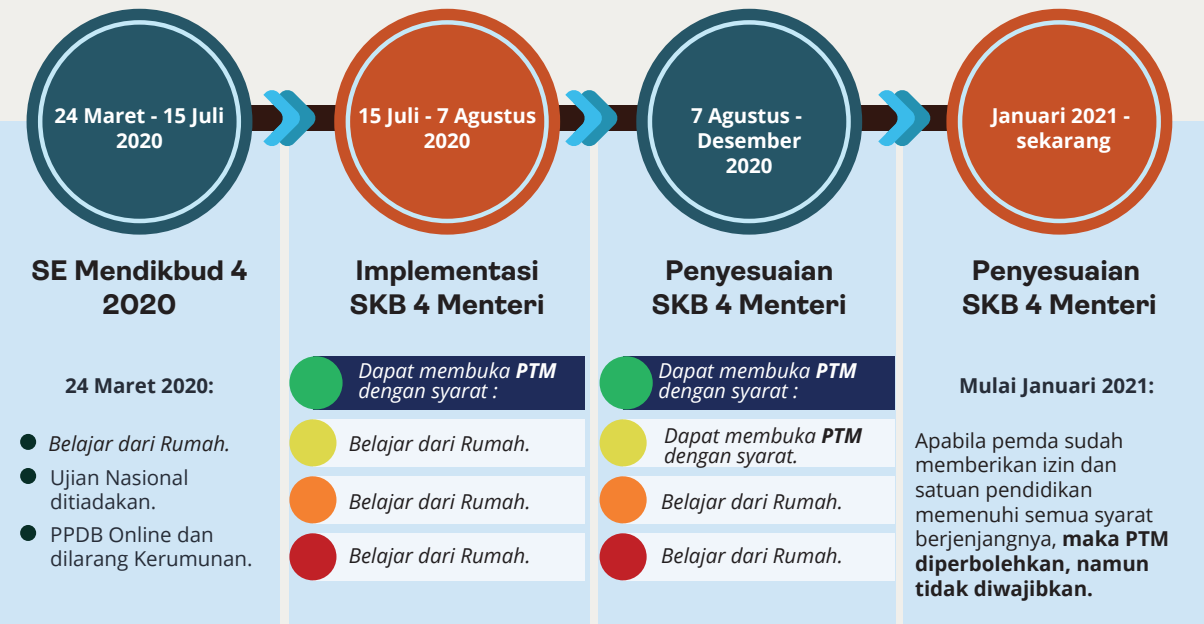 24 Maret - 15 Juli
2020
15 Juli - 7 Agustus
2020
7 Agustus -
Desember
2020
Januari 2021 -
sekarang
SE Mendikbud 4
2020
24 Maret 2020:
Belajar dari Rumah.
Ujian Nasional
ditiadakan.
PPDB Online dan
dilarang Kerumunan.
Implementasi
SKB 4 Menteri
Dapat membuka PTM
dengan syarat :
Belajar dari Rumah.
Belajar dari Rumah.
Belajar dari Rumah.
Penyesuaian
SKB 4 Menteri
Dapat membuka PTM
dengan syarat :
Dapat membuka PTM
dengan syarat.
Belajar dari Rumah.
Belajar dari Rumah.
Penyesuaian
SKB 4 Menteri
Mulai Januari 2021:
Apabila pemda sudah
memberikan izin dan
satuan pendidikan
memenuhi semua syarat
berjenjangnya, maka PTM
diperbolehkan, namun
tidak diwajibkan.